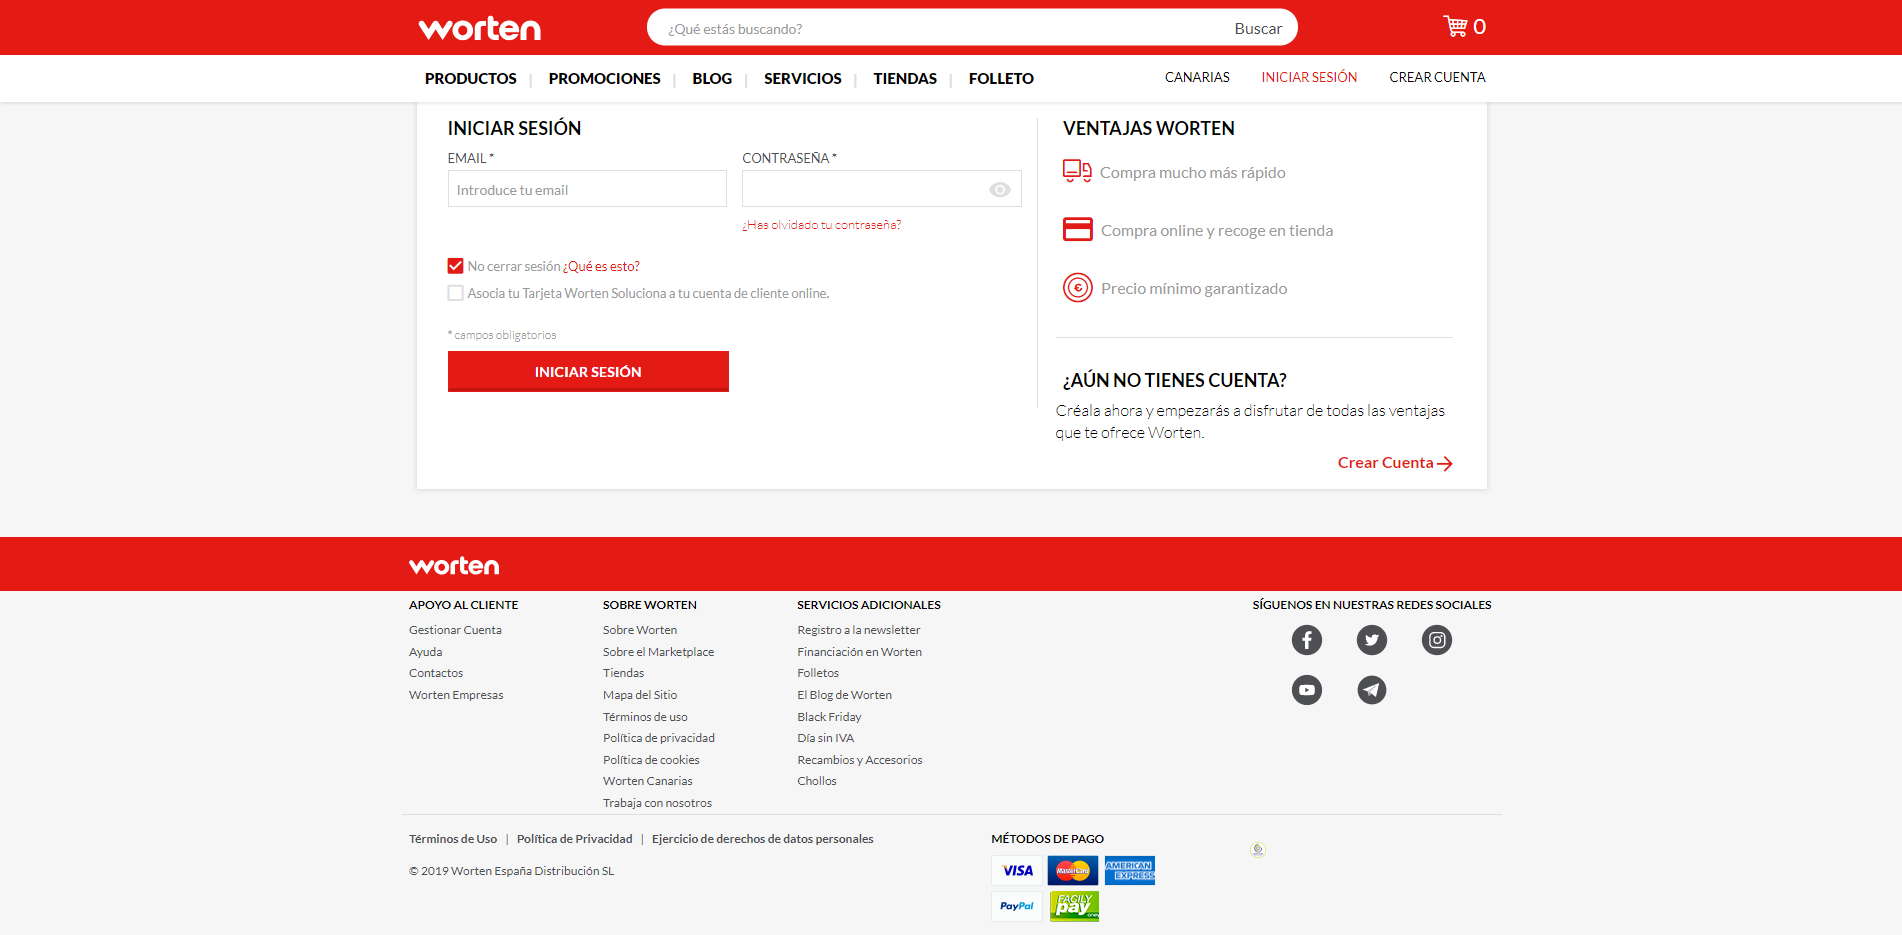 worten
¿Qué estás buscando?
Buscar
0
PRODUCTOS | PROMOCIONES | BLOG | SERVICIOS | TIENDAS | FOLLETO
CANARIAS INICIAR SESIÓN CREAR CUENTA
INICIAR SESIÓN
EMAIL *
Introduce tu email
CONTRASEÑA *
¿Has olvidado tu contraseña?
No cerrar sesión ¿Qué es esto?
Asocia tu Tarjeta Worten Soluciona a tu cuenta de cliente online.
* campos obligatorios
INICIAR SESIÓN
VENTAJAS WORTEN
Compra mucho más rápido
Compra online y recoge en tienda
Precio mínimo garantizado
¿AÚN NO TIENES CUENTA?
Créala ahora y empezarás a disfrutar de todas las ventajas
que te ofrece Worten.
Crear Cuenta
worten
APOYO AL CLIENTE
Gestionar Cuenta
Ayuda
Contactos
Worten Empresas
SOBRE WORTEN
Sobre Worten
Sobre el Marketplace
Tiendas
Mapa del Sitio
Términos de uso
Política de privacidad
Política de cookies
Worten Canarias
Trabaja con nosotros
SERVICIOS ADICIONALES
Registro a la newsletter
Financiación en Worten
Folletos
El Blog de Worten
Black Friday
Día sin IVA
Recambios y Accesorios
Chollos
SÍGUENOS EN NUESTRAS REDES SOCIALES
Términos de Uso | Política de Privacidad | Ejercicio de derechos de datos personales
© 2019 Worten España Distribución SL
MÉTODOS DE PAGO
VISA
MasterCard
AMERICAN
EXPRESS
PayPal
FACILY
pay
oney